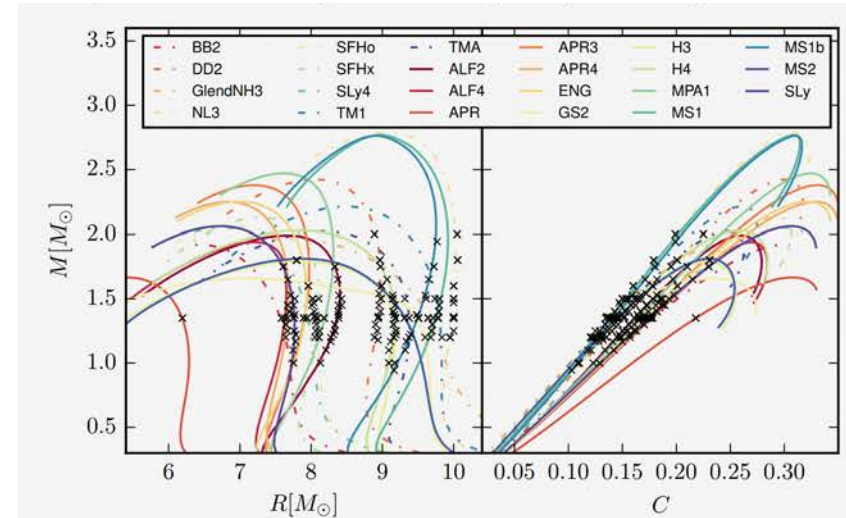 3.5
3.0
2.5
2.0
1.5
1.0
0.5
M[M⊙]
BB2 SFHo TMA APR3 H3 MS1b
DD2 SFHx ALF2 APR4 H4 MS2
GlendNH3 SLy4 ALF4 ENG MPA1 SLy
NL3 TM1 APR GS2 MS1
6 7 8 9 10 0.05 0.10 0.15 0.20 0.25 0.30
R[M⊙] C